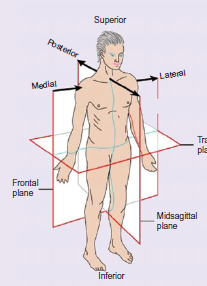 Superior
Posterior
Medial
Lateral
Frontal
plane
Midsagittal
plane
Inferior